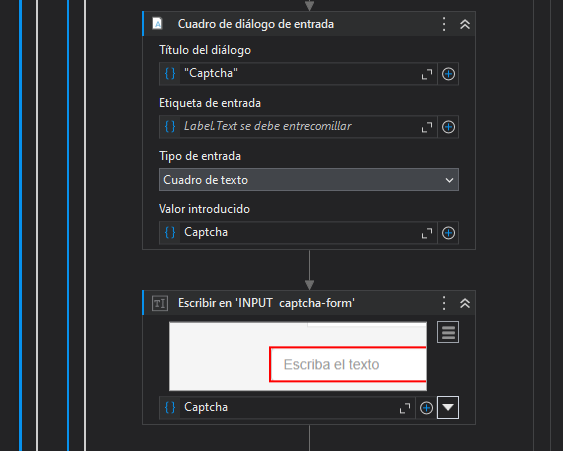 Cuadro de diálogo de entrada
Título del diálogo
"Captcha"
Etiqueta de entrada
Label.Text se debe entrecomillar
Tipo de entrada
Cuadro de texto
Valor introducido
Captcha
Escribir en 'INPUT captcha-form'
Escriba el texto
Captcha